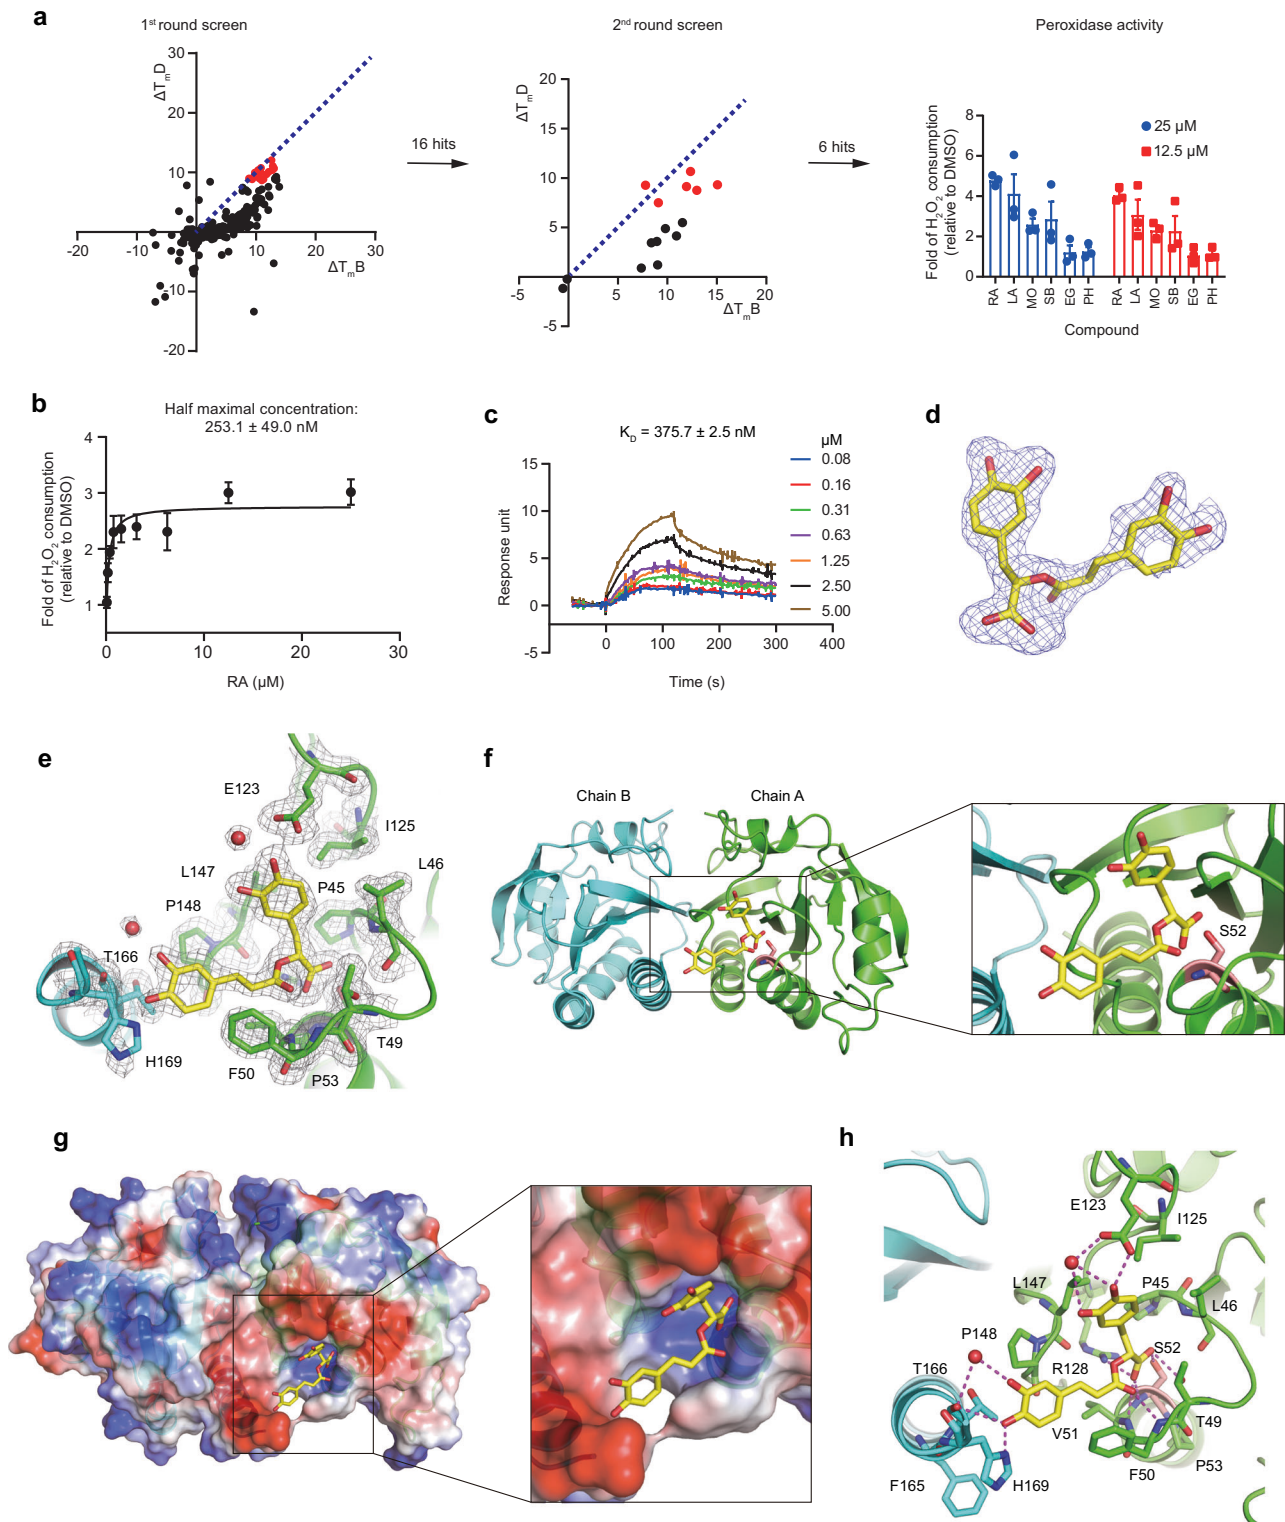 a
1st round screen
2nd round screen
Peroxidase activity
ΔTmD
30
20
10
-10
-20
-20
-10
0
10
20
30
ΔTmB
16 hits
ΔTmD
20
15
10
5
0
-5
-5
5
10
15
20
ΔTmB
6 hits
Fold of H2O2 consumption
(relative to DMSO)
8
6
4
2
0
25 µM
12.5 µM
RA
LA
MO
SB
EG
PH
RA
LA
MO
SB
EG
PH
Compound
b
Half maximal concentration:
253.1 ± 49.0 nM
Fold of H2O2 consumption
(relative to DMSO)
4
3
2
1
0
10
20
30
RA (µM)
c
KD = 375.7 ± 2.5 nM
Response unit
15
10
5
0
-5
0
100
200
300
400
Time (s)
µM
0.08
0.16
0.31
0.63
1.25
2.50
5.00
d
e
E123
I125
L147
P45
L46
P148
T166
H169
F50
P53
T49
f
Chain B
Chain A
S52
g
h
E123
I125
L147
P45
L46
P148
S52
R128
T166
V51
T49
F165
H169
F50
P53